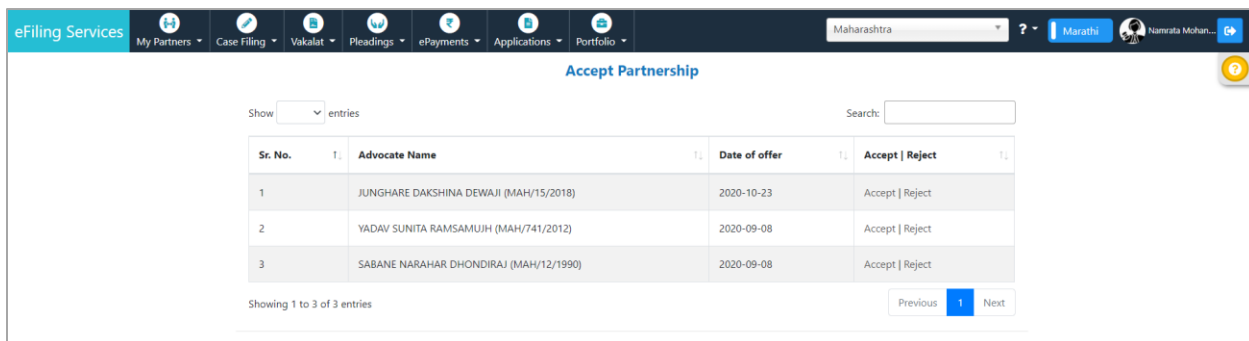 eFiling Services My Partners Case Filing Vakalat Pleadings ₹ ePayments Applications Portfolio Maharashtra ? Marathi Namrata Mohan...
Accept Partnership ?
Show entries Search:
Sr. No. Advocate Name Date of offer Accept | Reject
1 JUNGHARE DAKSHINA DEWAJI (MAH/15/2018) 2020-10-23 Accept | Reject
2 YADAV SUNITA RAMSAMUJH (MAH/741/2012) 2020-09-08 Accept | Reject
3 SABANE NARAHAR DHONDIRAJ (MAH/12/1990) 2020-09-08 Accept | Reject
Showing 1 to 3 of 3 entries Previous 1 Next